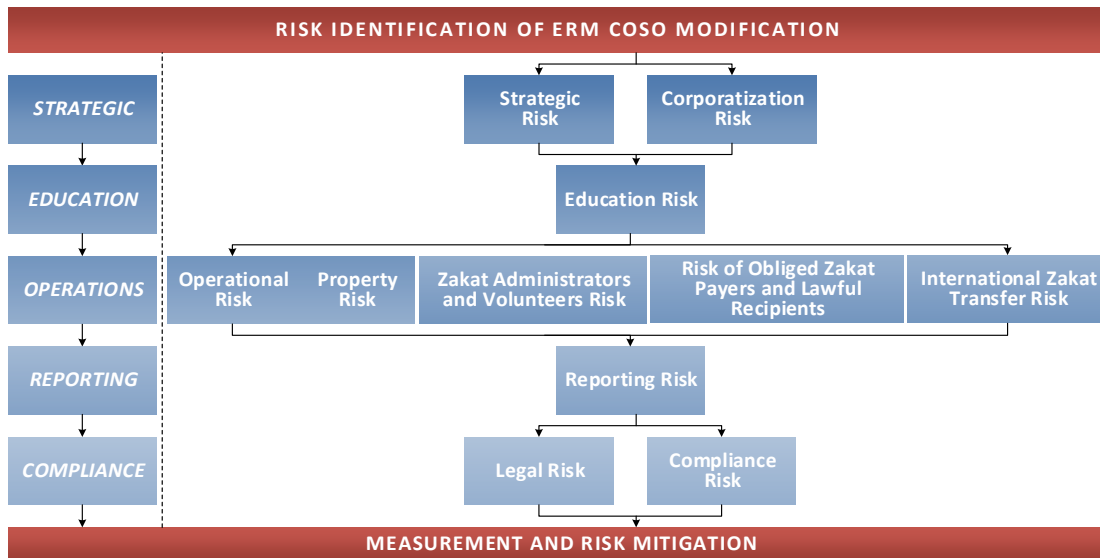 RISK IDENTIFICATION OF ERM COSO MODIFICATION
STRATEGIC
Strategic
Risk
Corporatization
Risk
EDUCATION
Education Risk
OPERATIONS
Operational
Risk
Property
Risk
Zakat Administrators
and Volunteers Risk
Risk of Obliged Zakat
Payers and Lawful
Recipients
International Zakat
Transfer Risk
REPORTING
Reporting Risk
COMPLIANCE
Legal Risk
Compliance
Risk
MEASUREMENT AND RISK MITIGATION